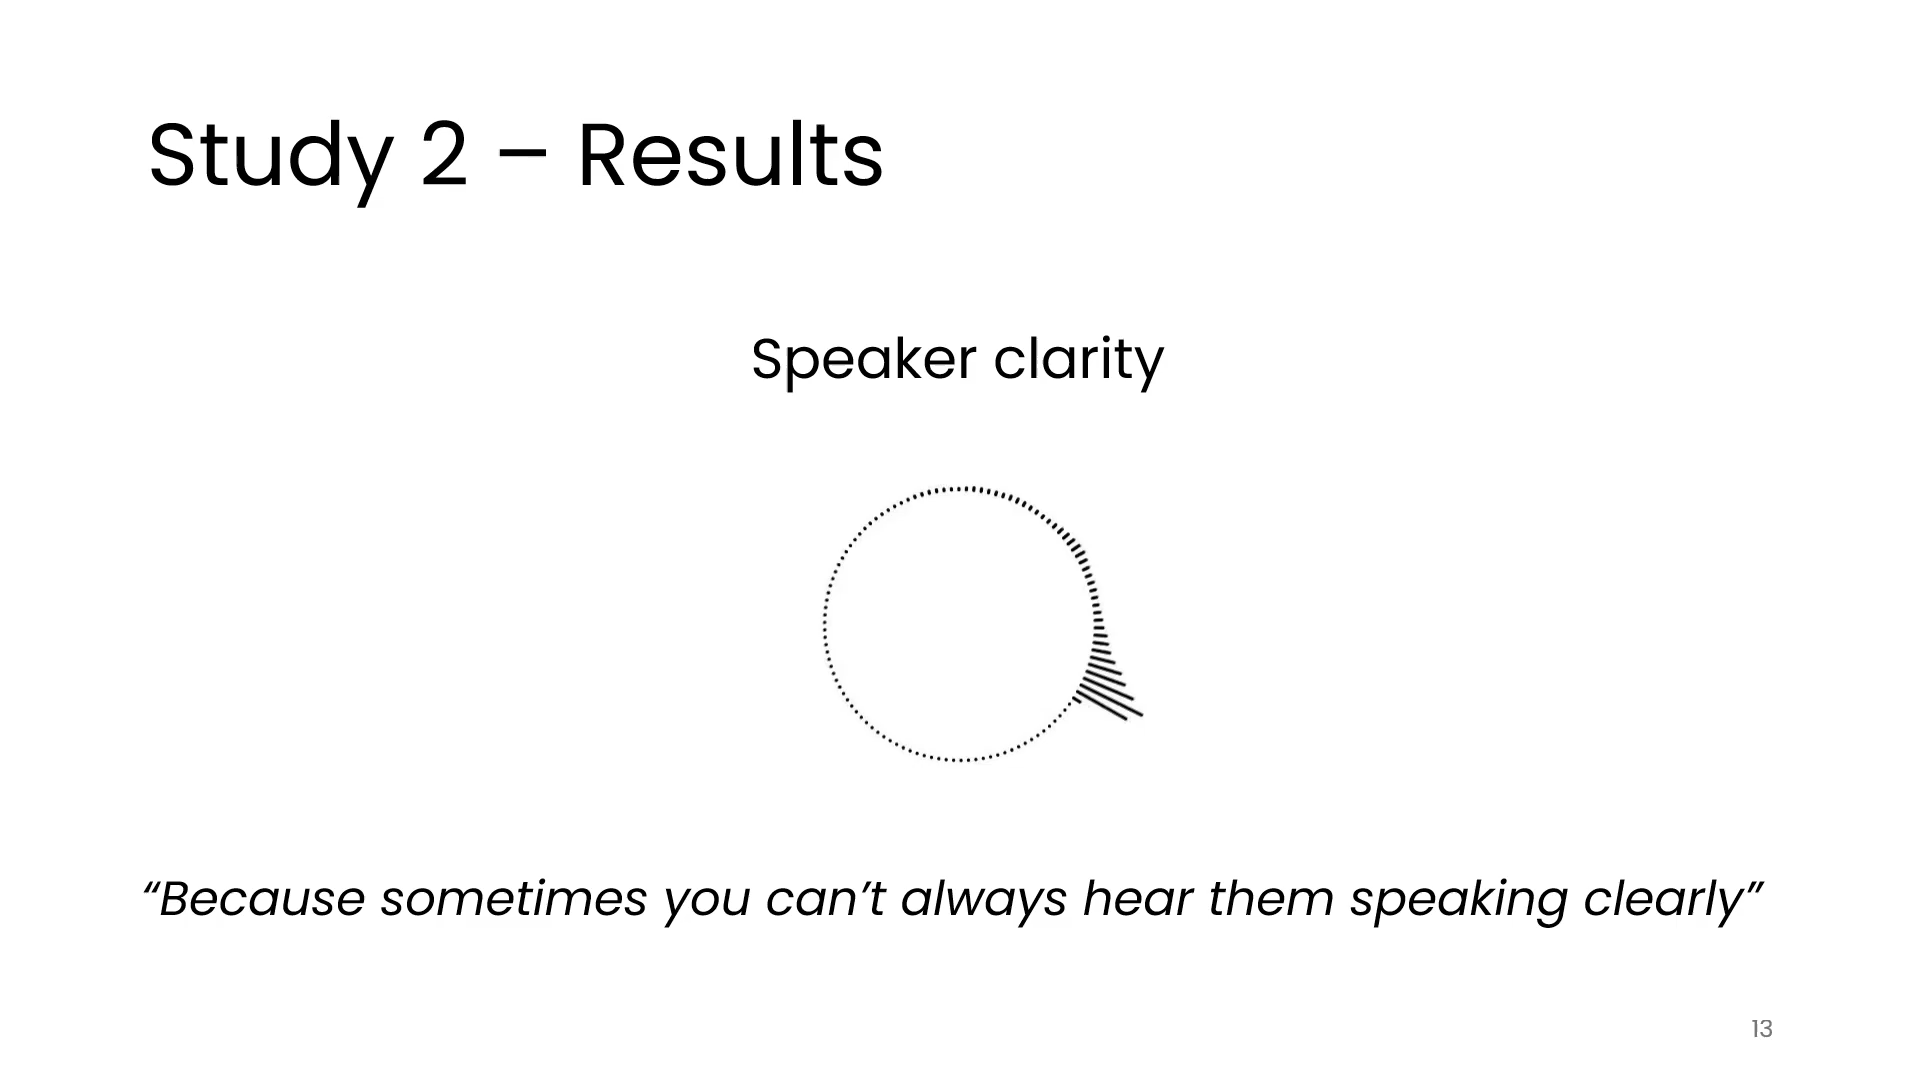 Study 2 – Results
Speaker clarity
“Because sometimes you can’t always hear them speaking clearly”
13